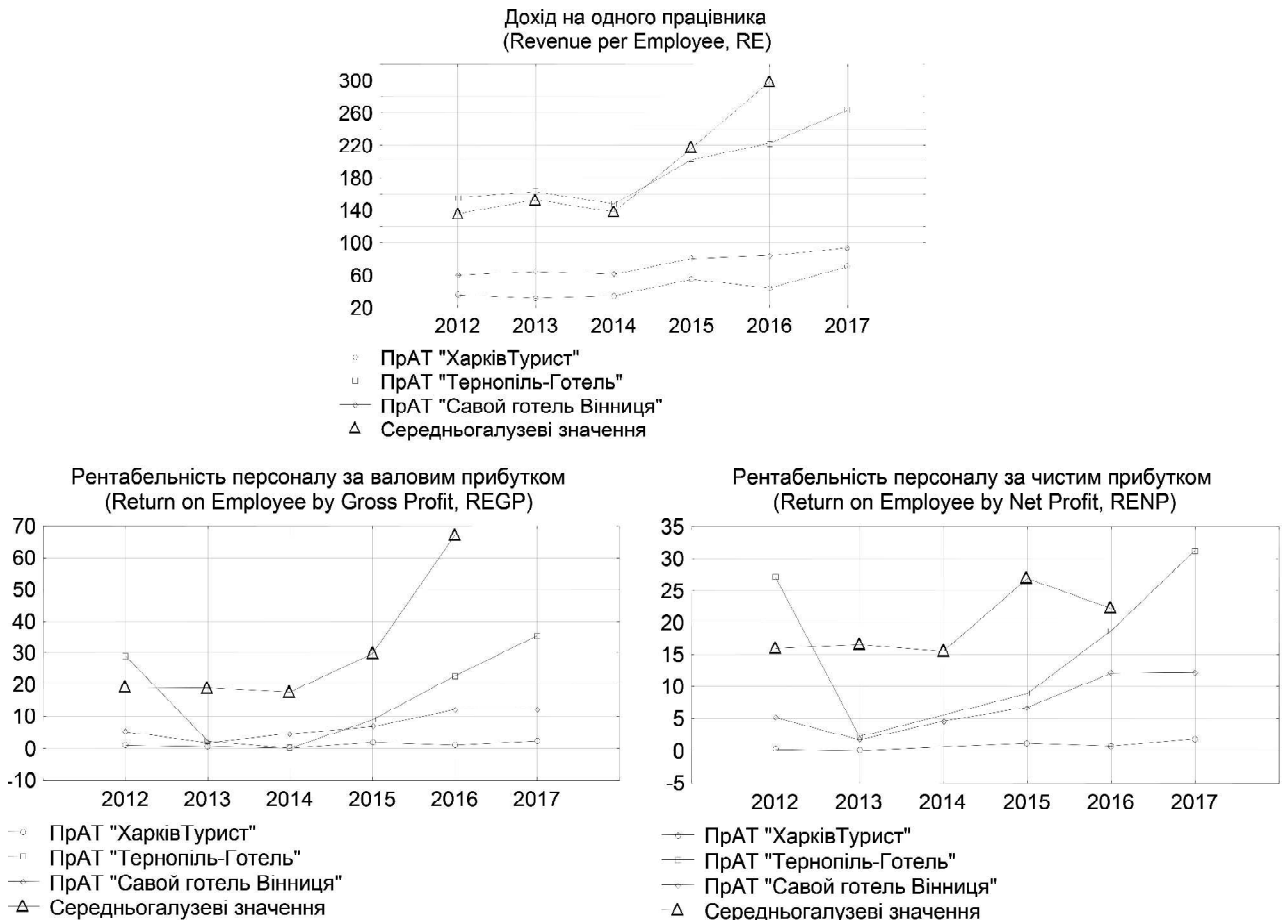 Дохід на одного працівника
(Revenue per Employee, RE)
300
260
220
180
140
100
60
20
2012 2013 2014 2015 2016 2017
ПрАТ "ХарківТурист"
ПрАТ "Тернопіль-Готель"
ПрАТ "Савой готель Вінниця"
Середньогалузеві значення
Рентабельність персоналу за валовим прибутком
(Return on Employee by Gross Profit, REGP)
70
60
50
40
30
20
10
0
-10
2012 2013 2014 2015 2016 2017
ПрАТ "ХарківТурист"
ПрАТ "Тернопіль-Готель"
ПрАТ "Савой готель Вінниця"
Середньогалузеві значення
Рентабельність персоналу за чистим прибутком
(Return on Employee by Net Profit, RENP)
35
30
25
20
15
10
5
0
-5
2012 2013 2014 2015 2016 2017
ПрАТ "ХарківТурист"
ПрАТ "Тернопіль-Готель"
ПрАТ "Савой готель Вінниця"
Середньогалузеві значення